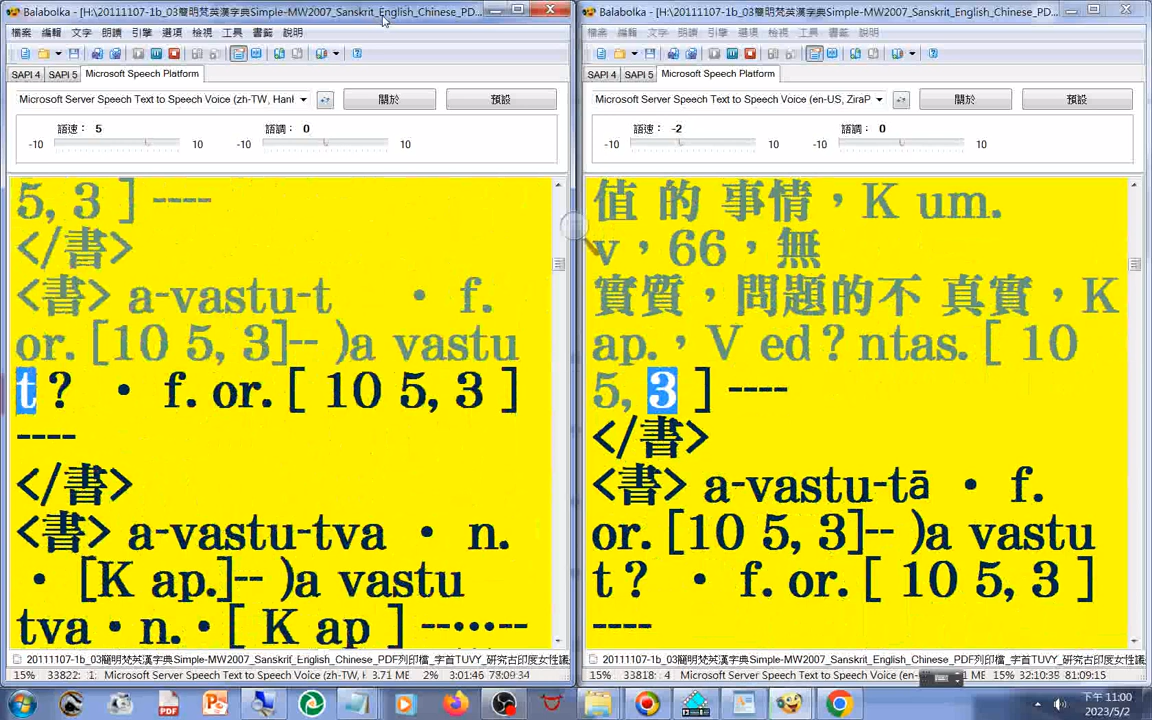 Balabolka - [H:\20111107-1b_03簡明梵英漢字典Simple-MW2007_Sanskrit_English_Chinese_PD...
檔案 編輯 文字 朗讀 引擎 選項 檢視 工具 書籤 說明
SAPI 4 SAPI 5 Microsoft Speech Platform
Microsoft Server Speech Text to Speech Voice (zh-TW, Hanl 關於 預設
語速： 5 語調： 0
-10 10 -10 10
5, 3 ] ----
</書>
<書> a-vastu-t • f.
or. [10 5, 3]-- )a vastu
t ? • f. or. [ 10 5, 3 ]
----
</書>
<書> a-vastu-tva • n.
• [K ap.]-- )a vastu
tva • n. • [ K ap ] --•••--
20111107-1b_03簡明梵英漢字典Simple-MW2007_Sanskrit_English_Chinese_PDF列印檔_字首TUVY_研究古印度女性議
15% 33822: 1: Microsoft Server Speech Text to Speech Voice (zh-TW, H 3.71 ME 2% 3:01:46 78:09:34
Balabolka - [H:\20111107-1b_03簡明梵英漢字典Simple-MW2007_Sanskrit_English_Chinese_PD...
檔案 編輯 文字 朗讀 引擎 選項 檢視 工具 書籤 說明
SAPI 4 SAPI 5 Microsoft Speech Platform
Microsoft Server Speech Text to Speech Voice (en-US, ZiraP 關於 預設
語速： -2 語調： 0
-10 10 -10 10
值 的 事情，K um.
v，66，無
實質，問題的不 真實，K
ap.，V ed？ntas. [ 10
5, 3 ] ----
</書>
<書> a-vastu-tā • f.
or. [10 5, 3]-- )a vastu
t？ • f. or. [ 10 5, 3 ]
----
20111107-1b_03簡明梵英漢字典Simple-MW2007_Sanskrit_English_Chinese_PDF列印檔_字首TUVY_研究古印度女性議
15% 33818: 4 Microsoft Server Speech Text to Speech Voice (en-US, 15% 32:10:39 81:09:15
下午 11:00
2023/5/2